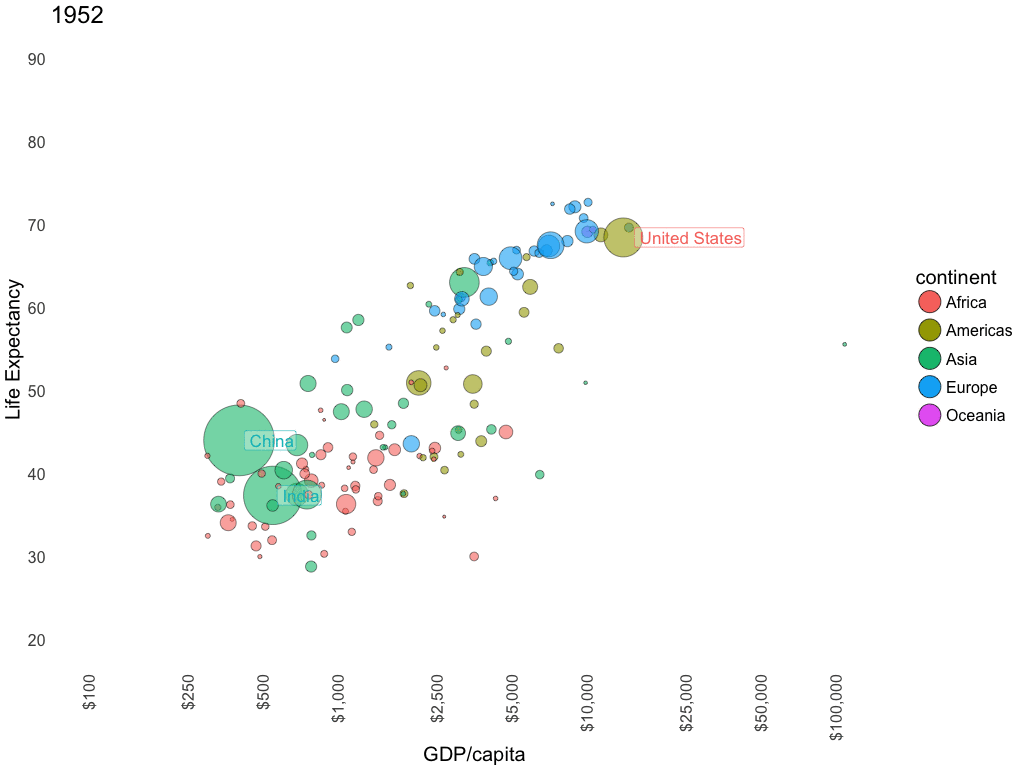 1952
90
80
70
60
50
40
30
20
Life Expectancy
United States
China
India
$100
$250
$500
$1,000
$2,500
$5,000
$10,000
$25,000
$50,000
$100,000
GDP/capita
continent
Africa
Americas
Asia
Europe
Oceania